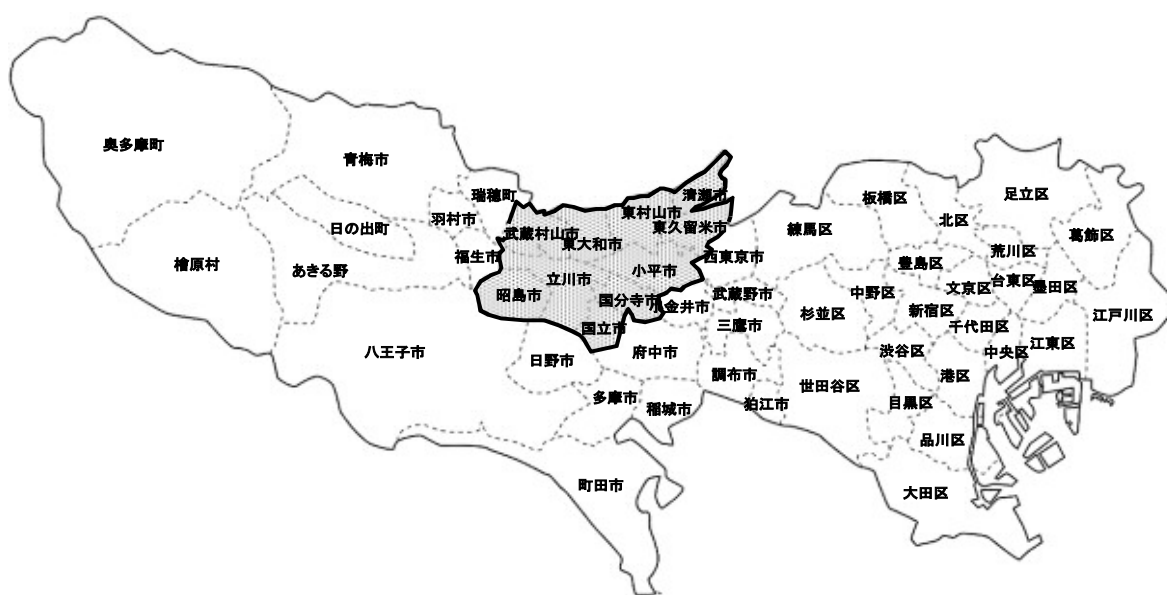 奥多摩町
青梅市
瑞穂町
羽村市
日の出町
檜原村
あきる野
福生市
八王子市
武蔵村山市
東大和市
東村山市
清瀬市
東久留米市
昭島市
立川市
小平市
国分寺市
国立市
小金井市
西東京市
武蔵野市
三鷹市
日野市
府中市
調布市
多摩市
稲城市
狛江市
町田市
練馬区
板橋区
北区
足立区
葛飾区
荒川区
豊島区
文京区
台東区
墨田区
中野区
杉並区
新宿区
千代田区
江戸川区
渋谷区
中央区
江東区
港区
世田谷区
目黒区
品川区
大田区